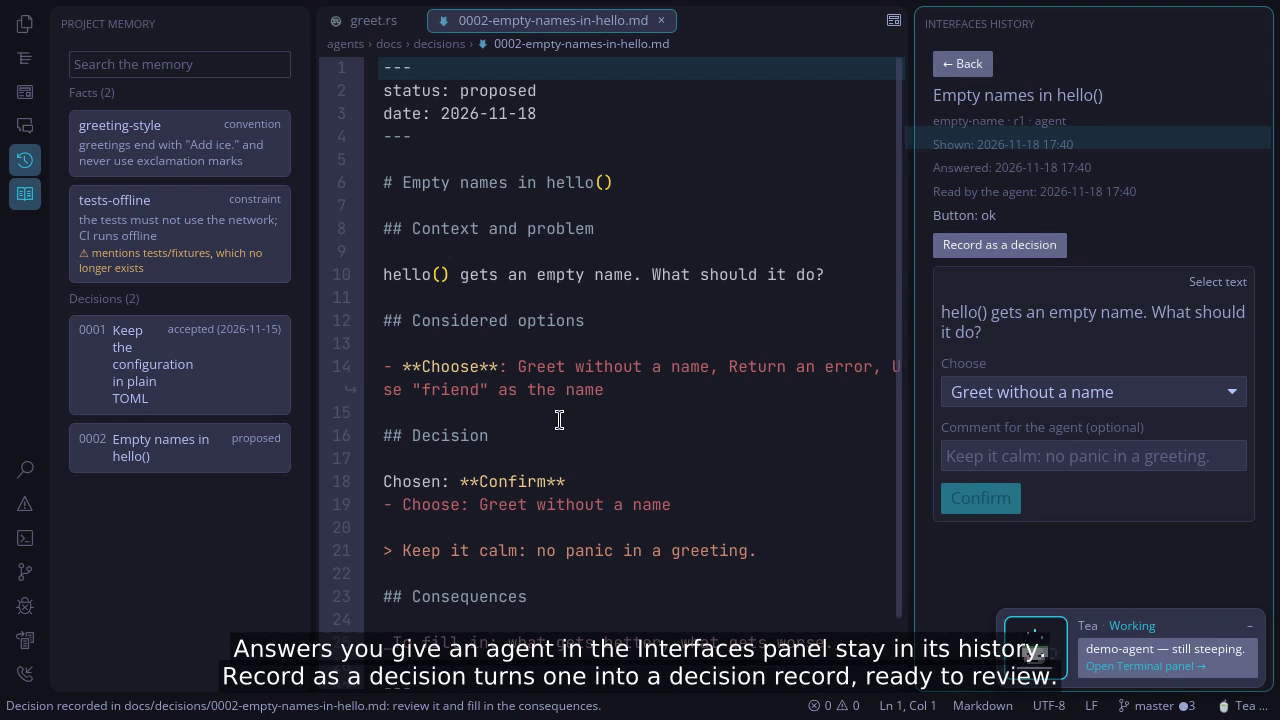 PROJECT MEMORY
Search the memory
Facts (2)
greeting-style convention
greetings end with "Add ice." and
never use exclamation marks
tests-offline constraint
the tests must not use the network;
CI runs offline
⚠ mentions tests/fixtures, which no
longer exists
Decisions (2)
0001 Keep accepted (2026-11-15)
the
configuration
in plain
TOML
0002 Empty names in proposed
hello()
greet.rs 0002-empty-names-in-hello.md ×
agents › docs › decisions › 0002-empty-names-in-hello.md
1 ---
2 status: proposed
3 date: 2026-11-18
4 ---
5
6 # Empty names in hello()
7
8 ## Context and problem
9
10 hello() gets an empty name. What should it do?
11
12 ## Considered options
13
14 - **Choose**: Greet without a name, Return an error, U
↪ se "friend" as the name
15
16 ## Decision
17
18 Chosen: **Confirm**
19 - Choose: Greet without a name
20
21 > Keep it calm: no panic in a greeting.
22
23 ## Consequences
24
INTERFACES HISTORY
← Back
Empty names in hello()
empty-name · r1 · agent
Shown: 2026-11-18 17:40
Answered: 2026-11-18 17:40
Read by the agent: 2026-11-18 17:40
Button: ok
Record as a decision
Select text
hello() gets an empty name. What should
it do?
Choose
Greet without a name
Comment for the agent (optional)
Keep it calm: no panic in a greeting.
Confirm
Tea · Working –
demo-agent — still steeping.
Open Terminal panel →
Answers you give an agent in the Interfaces panel stay in its history.
Record as a decision turns one into a decision record, ready to review.
Decision recorded in docs/decisions/0002-empty-names-in-hello.md: review it and fill in the consequences. 0 0 Ln 1, Col 1 Markdown UTF-8 LF master ●3 Tea ...